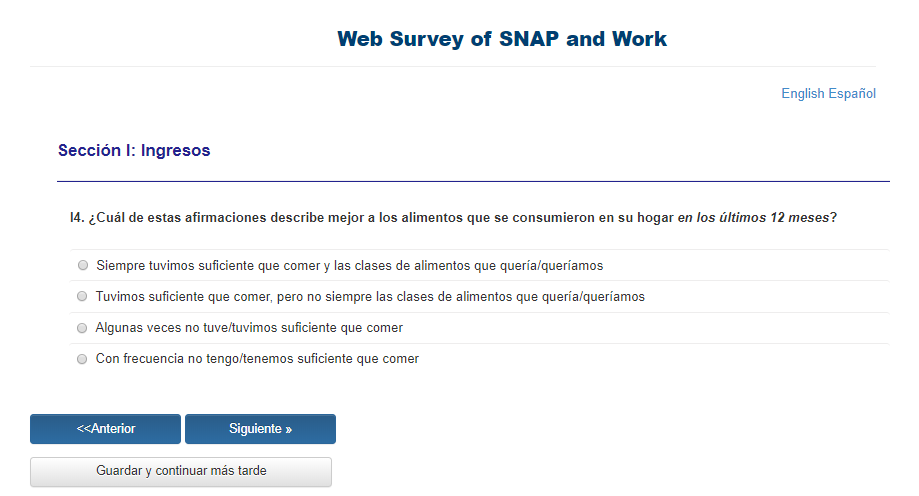 Web Survey of SNAP and Work
English Español
Sección I: Ingresos
I4. ¿Cuál de estas afirmaciones describe mejor a los alimentos que se consumieron en su hogar en los últimos 12 meses?
Siempre tuvimos suficiente que comer y las clases de alimentos que quería/queríamos
Tuvimos suficiente que comer, pero no siempre las clases de alimentos que quería/queríamos
Algunas veces no tuve/tuvimos suficiente que comer
Con frecuencia no tengo/tenemos suficiente que comer
<<Anterior
Siguiente »
Guardar y continuar más tarde